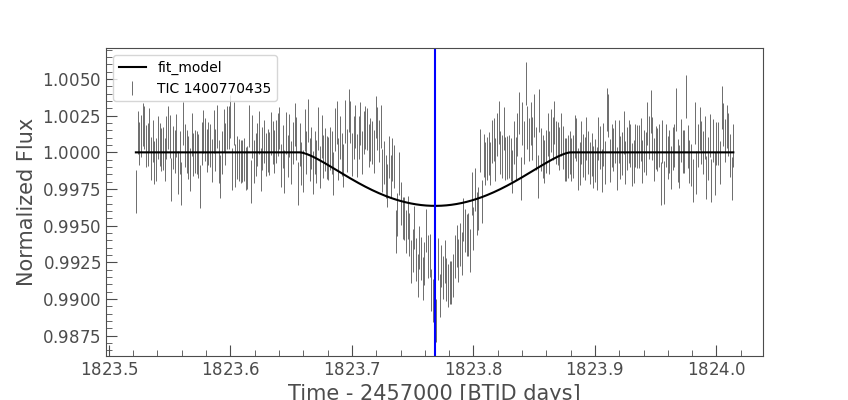 fit_model
TIC 1400770435
1.0050
1.0025
1.0000
0.9975
0.9950
0.9925
0.9900
0.9875
Normalized Flux
1823.5 1823.6 1823.7 1823.8 1823.9 1824.0
Time - 2457000 [BTJD days]